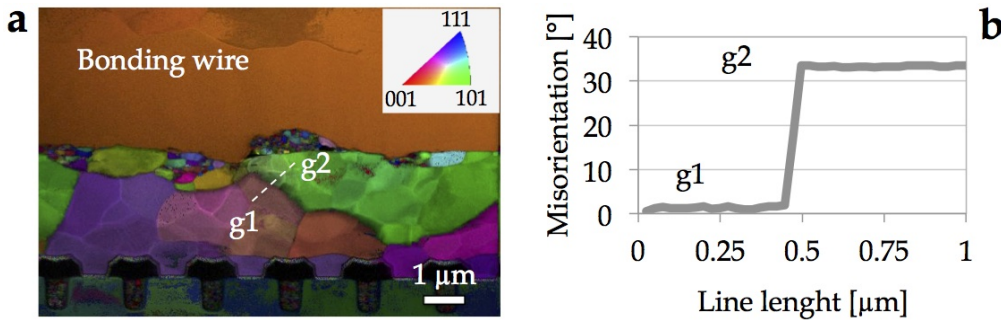 a
Bonding wire
111
001
101
g2
g1
1 µm
b
Misorientation [°]
40
30
20
10
0
g2
g1
0
0.25
0.5
0.75
1
Line lenght [µm]